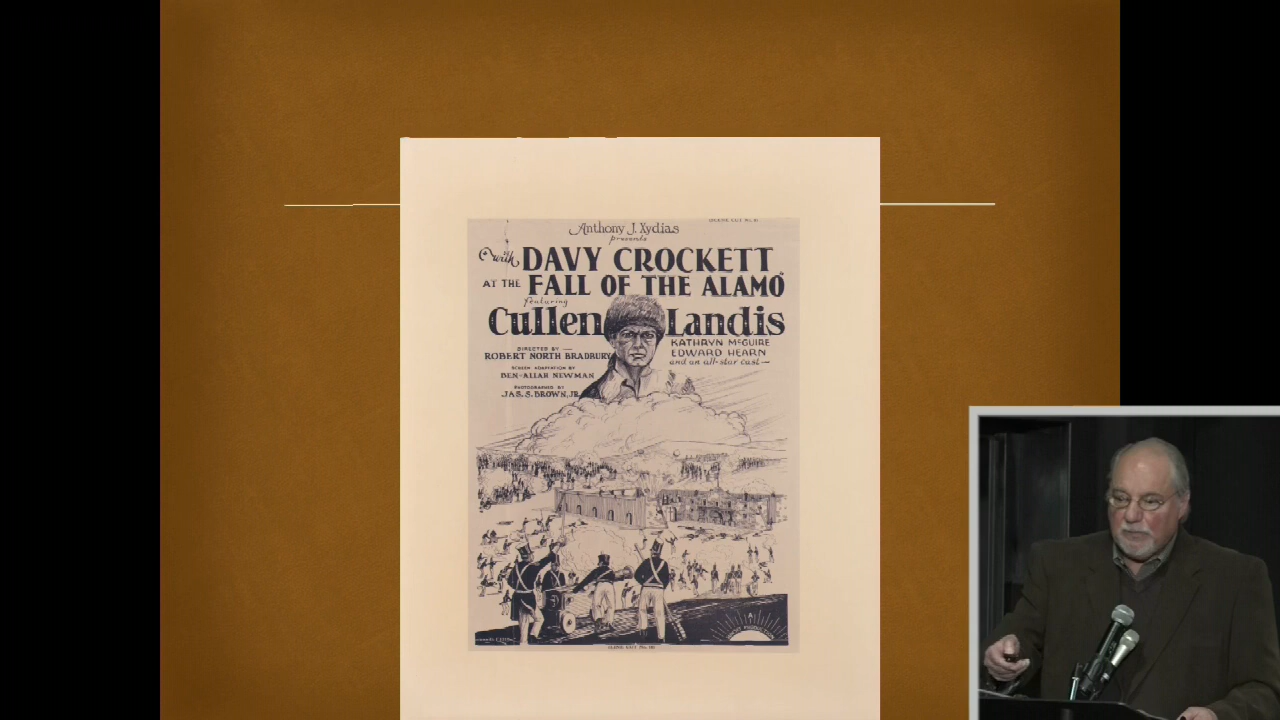 Anthony J. Xydias
presents
With DAVY CROCKETT
AT THE FALL OF THE ALAMO
featuring
Cullen Landis
DIRECTED BY —
ROBERT NORTH BRADBURY
SCREEN ADAPTATION BY
BEN-ALLAH NEWMAN
PHOTOGRAPHED BY
JAS. S. BROWN, JR.
KATHRYN McGUIRE
EDWARD HEARN
and an all-star cast —